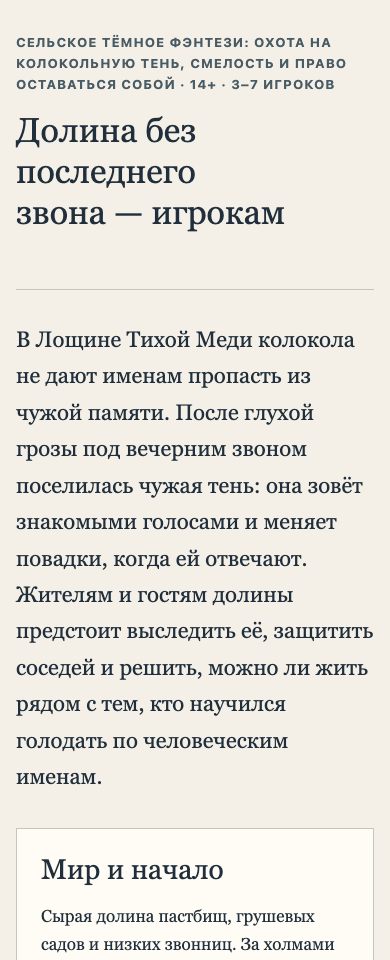 СЕЛЬСКОЕ ТЁМНОЕ ФЭНТЕЗИ: ОХОТА НА
КОЛОКОЛЬНУЮ ТЕНЬ, СМЕЛОСТЬ И ПРАВО
ОСТАВАТЬСЯ СОБОЙ · 14+ · 3–7 ИГРОКОВ
Долина без
последнего
звона — игрокам
В Лощине Тихой Меди колокола
не дают именам пропасть из
чужой памяти. После глухой
грозы под вечерним звоном
поселилась чужая тень: она зовёт
знакомыми голосами и меняет
повадки, когда ей отвечают.
Жителям и гостям долины
предстоит выследить её, защитить
соседей и решить, можно ли жить
рядом с тем, кто научился
голодать по человеческим
именам.
Мир и начало
Сырая долина пастбищ, грушевых
садов и низких звонниц. За холмами